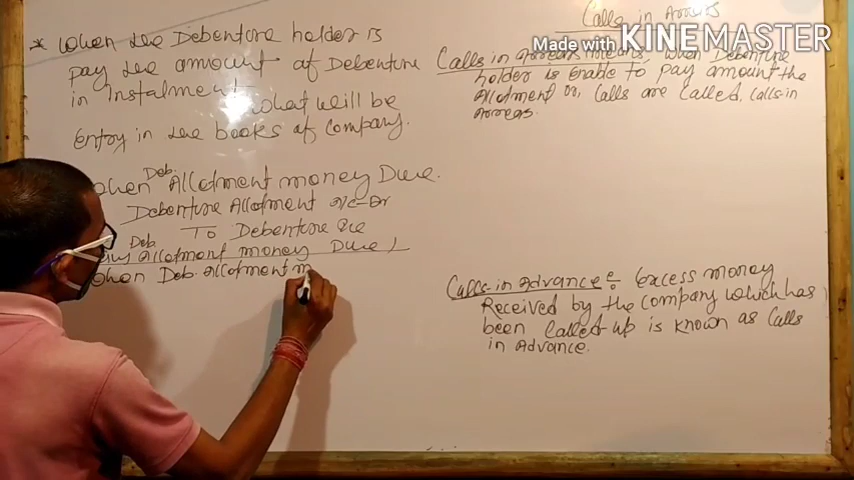 * when the Debenture holder is
pay the amount of Debenture
in Instalment what will be
entry in the books of company.
when Deb. Allotment money Due.
Debenture Allotment a/c-Dr
To Debenture a/c
Deb. allotment money Due
when Deb. allotment m
Calls in Arrears
Made with KINEMASTER
Calls in arrears means, when Debenture
holder is enable to pay amount the
allotment or, calls are called, calls in
Arrears.
Calls-in advance: excess money
Received by the company which has
been called up is known as calls
in Advance.